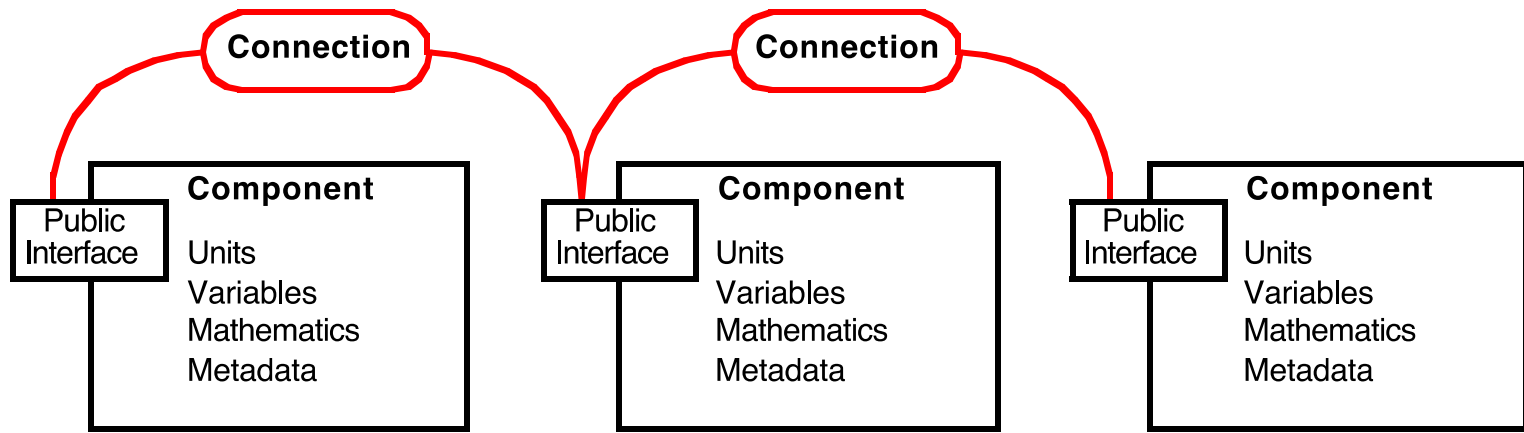 Connection
Connection
Component
Public
Interface
Units
Variables
Mathematics
Metadata
Component
Public
Interface
Units
Variables
Mathematics
Metadata
Component
Public
Interface
Units
Variables
Mathematics
Metadata